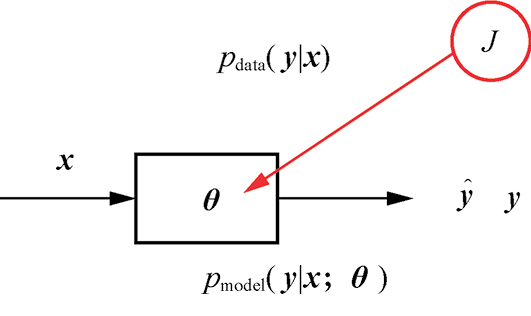 J
p_data(y|x)
x
θ
ŷ y
p_model(y|x; θ )